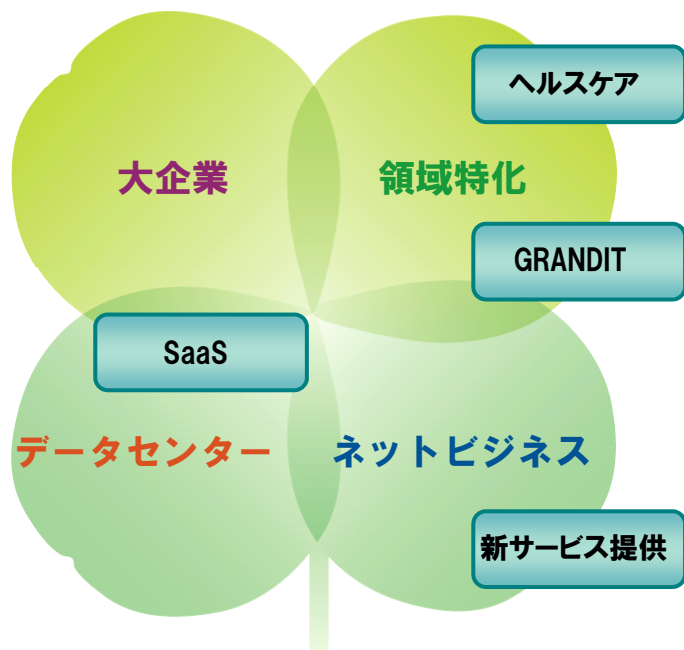 ヘルスケア
大企業
領域特化
GRANDIT
SaaS
データセンター
ネットビジネス
新サービス提供